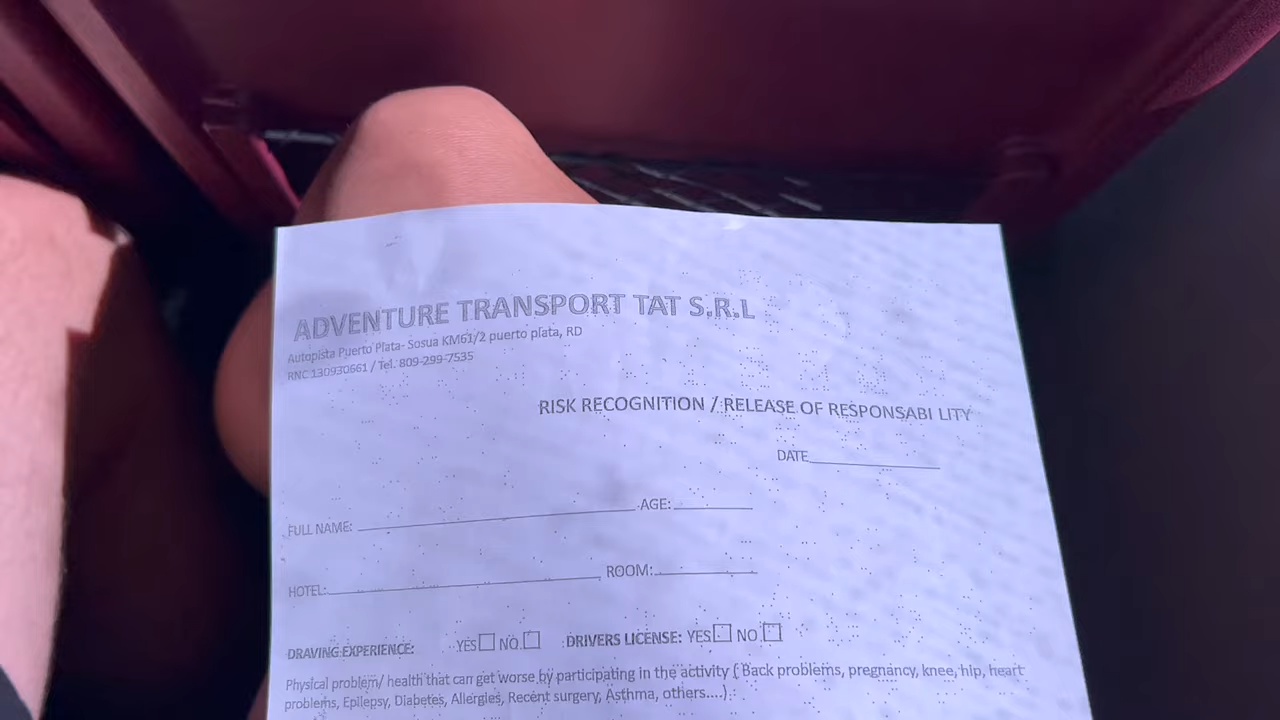 ADVENTURE TRANSPORT TAT S.R.L
Autopista Puerto Plata- Sosua KM61/2 puerto plata, RD
RNC 130930661 / Tel. 809-299-7535
RISK RECOGNITION / RELEASE OF RESPONSABI LITY
DATE
FULL NAME: AGE:
HOTEL: ROOM:
DRAVING EXPERIENCE: YES NO DRIVERS LICENSE: YES NO
Physical problem/ health that can get worse by participating in the activity ( Back problems, pregnancy, knee, hip, heart
problems, Epilepsy, Diabetes, Allergies, Recent surgery, Asthma, others....):